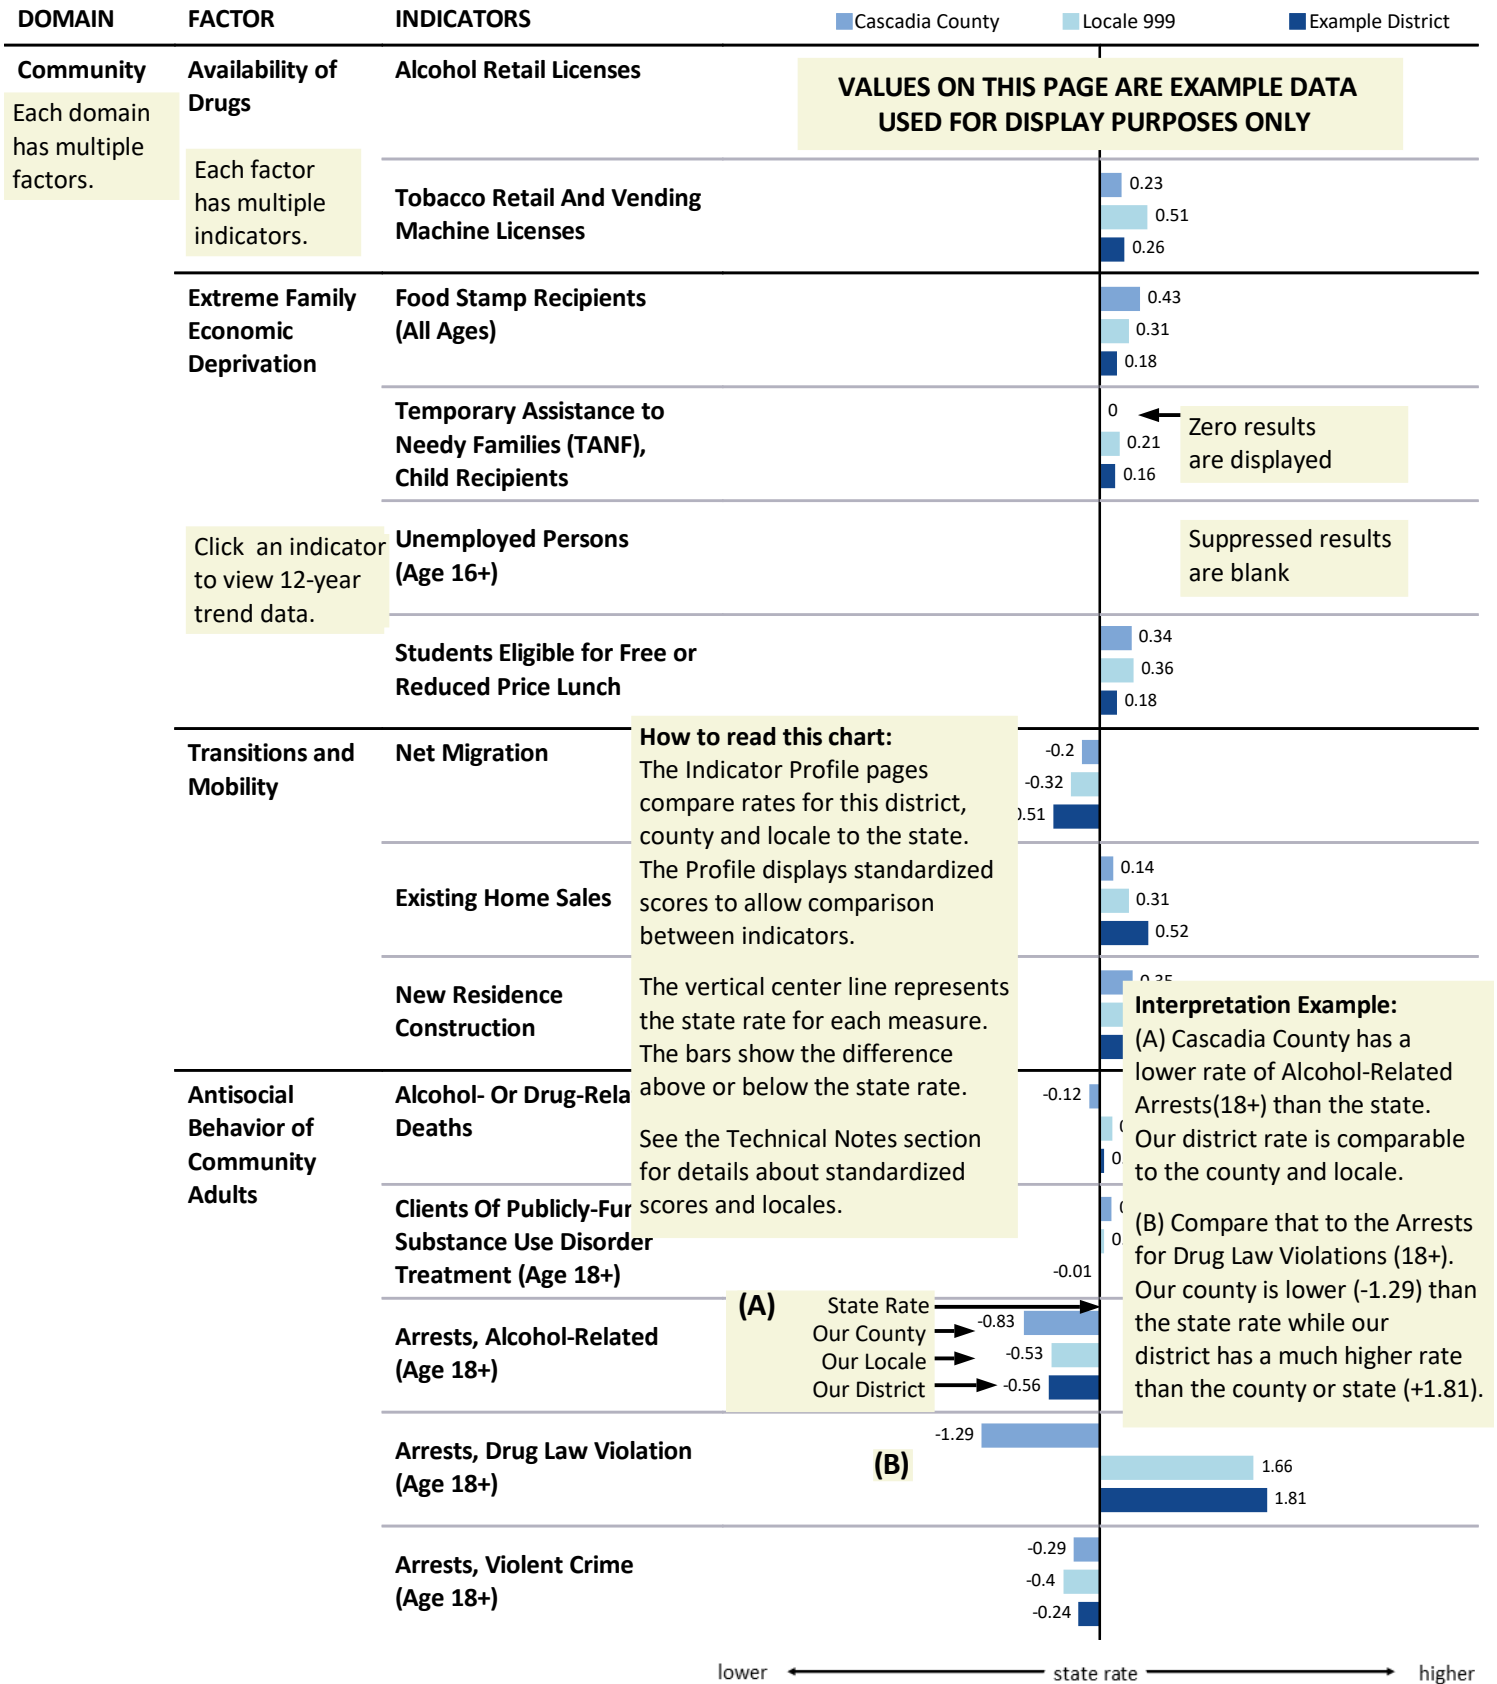 DOMAIN FACTOR INDICATORS Cascadia County Locale 999 Example District
Community
Each domain
has multiple
factors.
Availability of
Drugs
Each factor
has multiple
indicators.
Alcohol Retail Licenses
VALUES ON THIS PAGE ARE EXAMPLE DATA
USED FOR DISPLAY PURPOSES ONLY
Tobacco Retail And Vending
Machine Licenses
0.23
0.51
0.26
Extreme Family
Economic
Deprivation
Food Stamp Recipients
(All Ages)
0.43
0.31
0.18
Temporary Assistance to
Needy Families (TANF),
Child Recipients
0
0.21
0.16
Zero results
are displayed
Click an indicator
to view 12-year
trend data.
Unemployed Persons
(Age 16+)
Suppressed results
are blank
Students Eligible for Free or
Reduced Price Lunch
0.34
0.36
0.18
Transitions and
Mobility
Net Migration
-0.2
-0.32
.51
How to read this chart:
The Indicator Profile pages
compare rates for this district,
county and locale to the state.
The Profile displays standardized
scores to allow comparison
between indicators.
The vertical center line represents
the state rate for each measure.
The bars show the difference
above or below the state rate.
See the Technical Notes section
for details about standardized
scores and locales.
Existing Home Sales
0.14
0.31
0.52
New Residence
Construction
Interpretation Example:
(A) Cascadia County has a
lower rate of Alcohol-Related
Arrests(18+) than the state.
Our district rate is comparable
to the county and locale.
(B) Compare that to the Arrests
for Drug Law Violations (18+).
Our county is lower (-1.29) than
the state rate while our
district has a much higher rate
than the county or state (+1.81).
Antisocial
Behavior of
Community
Adults
Alcohol- Or Drug-Rela
Deaths
-0.12
0.
Clients Of Publicly-Fur
Substance Use Disorder
Treatment (Age 18+)
0.
-0.01
Arrests, Alcohol-Related
(Age 18+)
(A)
State Rate
Our County
Our Locale
Our District
-0.83
-0.53
-0.56
Arrests, Drug Law Violation
(Age 18+)
(B)
-1.29
1.66
1.81
Arrests, Violent Crime
(Age 18+)
-0.29
-0.4
-0.24
lower state rate higher